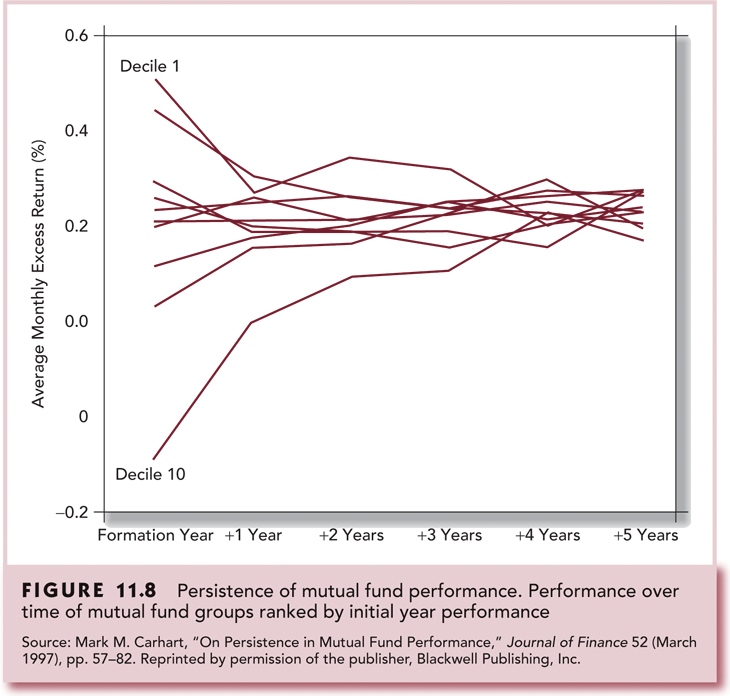 0.6
Decile 1
0.4
0.2
0.0
0
Decile 10
−0.2
Average Monthly Excess Return (%)
Formation Year +1 Year +2 Years +3 Years +4 Years +5 Years
FIGURE 11.8 Persistence of mutual fund performance. Performance over
time of mutual fund groups ranked by initial year performance
Source: Mark M. Carhart, “On Persistence in Mutual Fund Performance,” Journal of Finance 52 (March
1997), pp. 57–82. Reprinted by permission of the publisher, Blackwell Publishing, Inc.